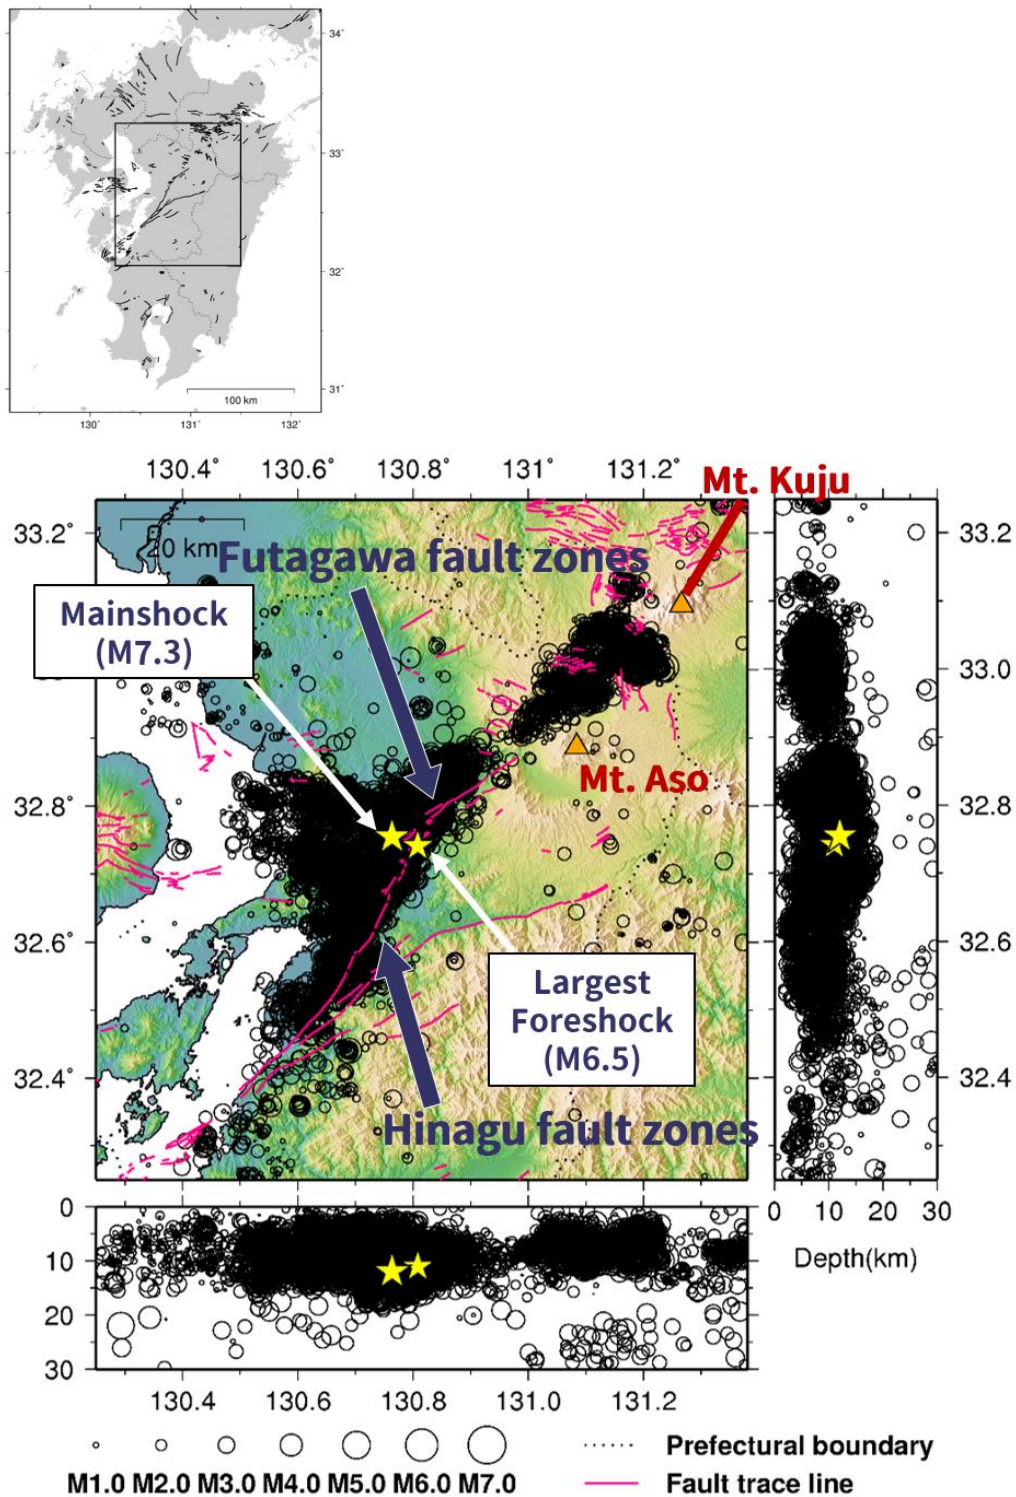 34°
33°
32°
31°
100 km
130° 131° 132°
130.4° 130.6° 130.8° 131° 131.2°
Mt. Kuju
33.2°
20 km
Futagawa fault zones
33.2°
Mainshock
(M7.3)
33.0°
Mt. Aso
32.8°
32.8°
32.6°
32.6°
Largest
Foreshock
(M6.5)
32.4°
32.4°
Hinagu fault zones
0 10 20 30
Depth(km)
0
10
20
30
130.4 130.6 130.8 131.0 131.2
M1.0 M2.0 M3.0 M4.0 M5.0 M6.0 M7.0
Prefectural boundary
Fault trace line